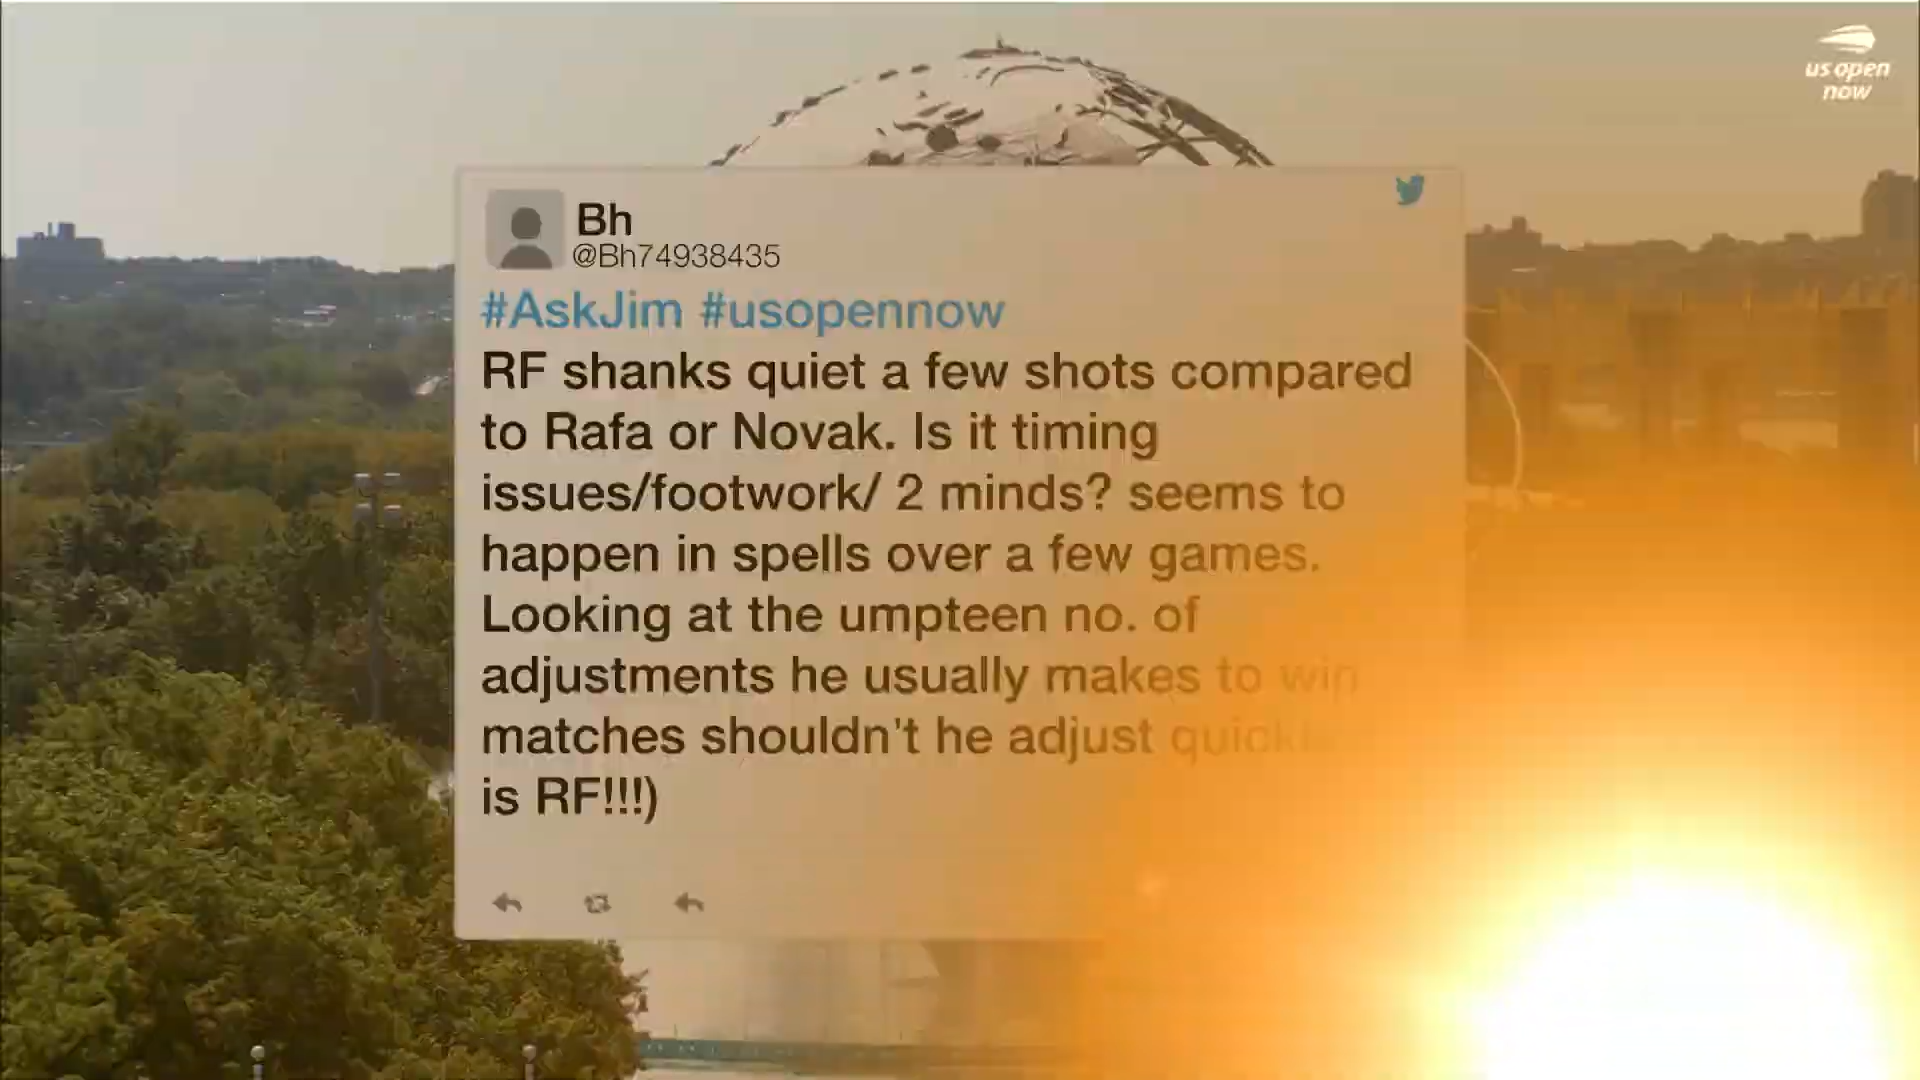 us open
now
Bh
@Bh74938435
#AskJim #usopennow
RF shanks quiet a few shots compared
to Rafa or Novak. Is it timing
issues/footwork/ 2 minds? seems to
happen in spells over a few games.
Looking at the umpteen no. of
adjustments he usually makes to win
matches shouldn't he adjust
is RF!!!)